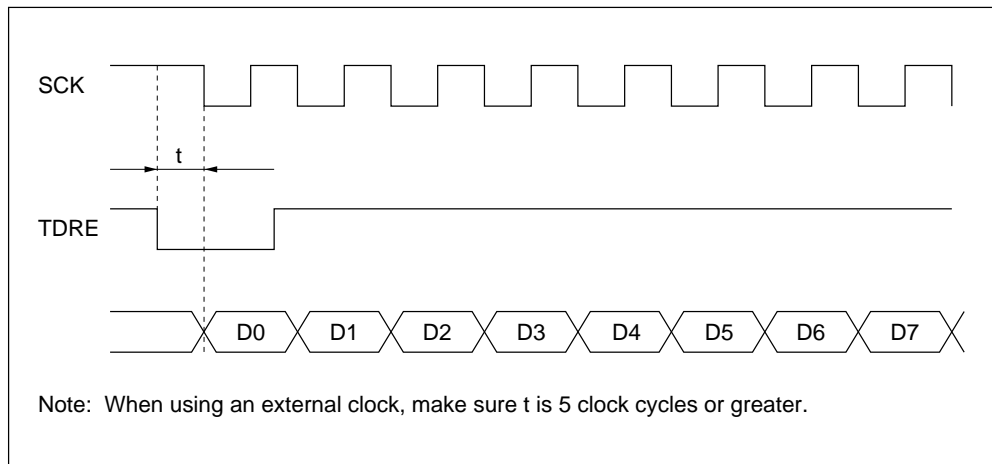 SCK
t
TDRE
D0 D1 D2 D3 D4 D5 D6 D7
Note: When using an external clock, make sure t is 5 clock cycles or greater.